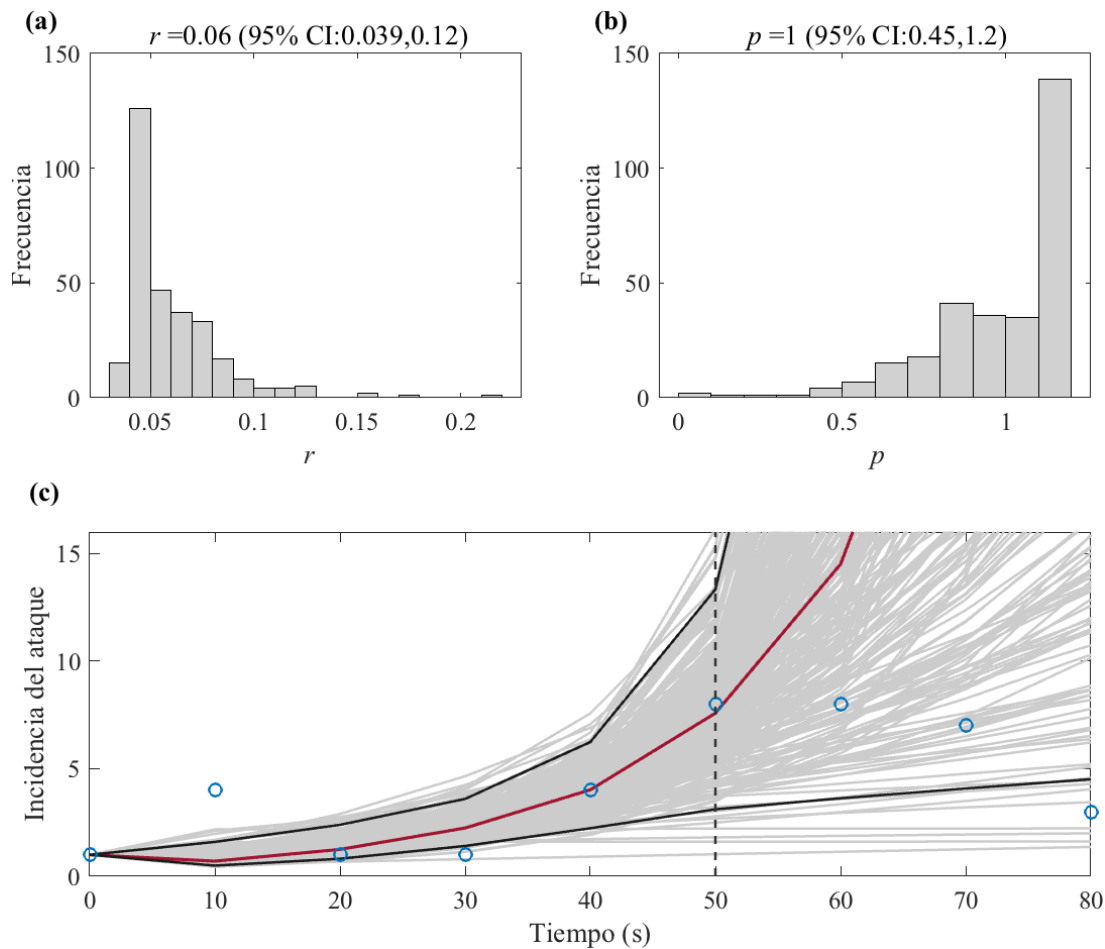 (a)
r =0.06 (95% CI:0.039,0.12)
150
100
50
0
Frecuencia
0.05
0.1
0.15
0.2
r
(b)
p =1 (95% CI:0.45,1.2)
150
100
50
0
Frecuencia
0
0.5
1
p
(c)
15
10
5
0
Incidencia del ataque
0
10
20
30
40
50
60
70
80
Tiempo (s)